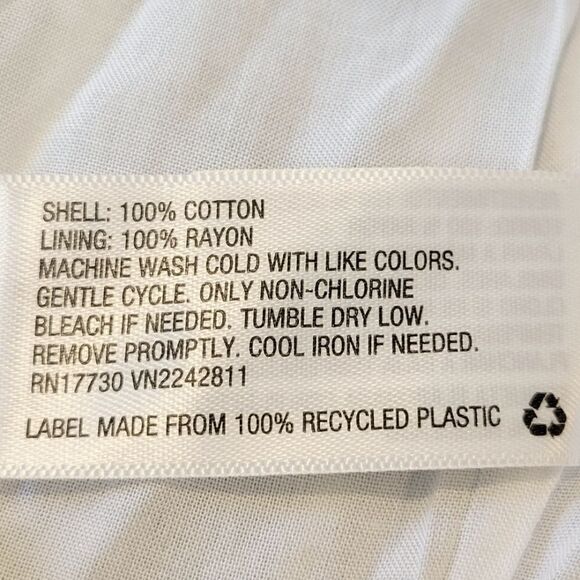 SHELL: 100% COTTON
LINING: 100% RAYON
MACHINE WASH COLD WITH LIKE COLORS.
GENTLE CYCLE. ONLY NON-CHLORINE
BLEACH IF NEEDED. TUMBLE DRY LOW.
REMOVE PROMPTLY. COOL IRON IF NEEDED.
RN17730 VN2242811
LABEL MADE FROM 100% RECYCLED PLASTIC